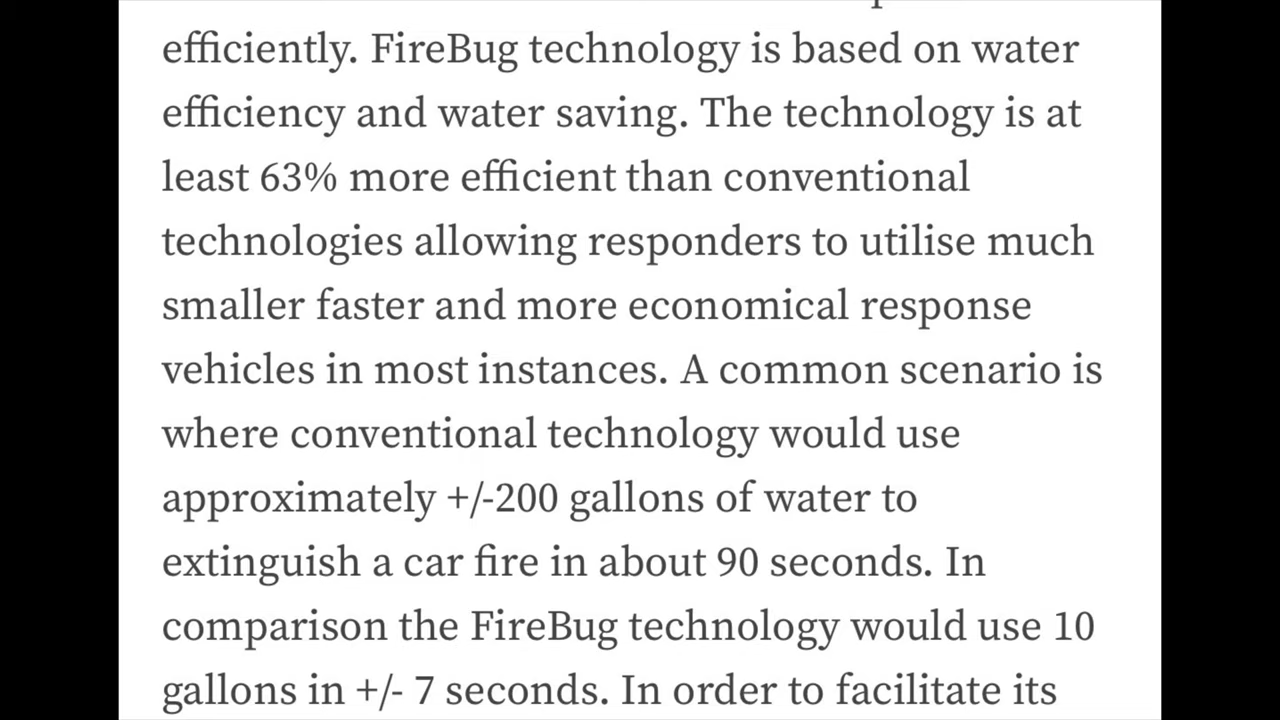 efficiently. FireBug technology is based on water
efficiency and water saving. The technology is at
least 63% more efficient than conventional
technologies allowing responders to utilise much
smaller faster and more economical response
vehicles in most instances. A common scenario is
where conventional technology would use
approximately +/-200 gallons of water to
extinguish a car fire in about 90 seconds. In
comparison the FireBug technology would use 10
gallons in +/- 7 seconds. In order to facilitate its